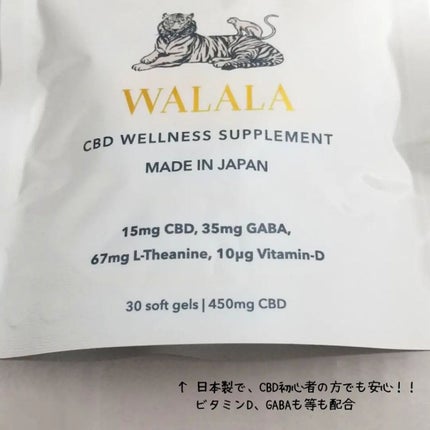 WALALA
CBD WELLNESS SUPPLEMENT
MADE IN JAPAN
15mg CBD, 35mg GABA,
67mg L-Theanine, 10μg Vitamin-D
30 soft gels | 450mg CBD
↑ 日本製で、CBD初心者の方でも安心！！
ビタミンD、GABAも等も配合